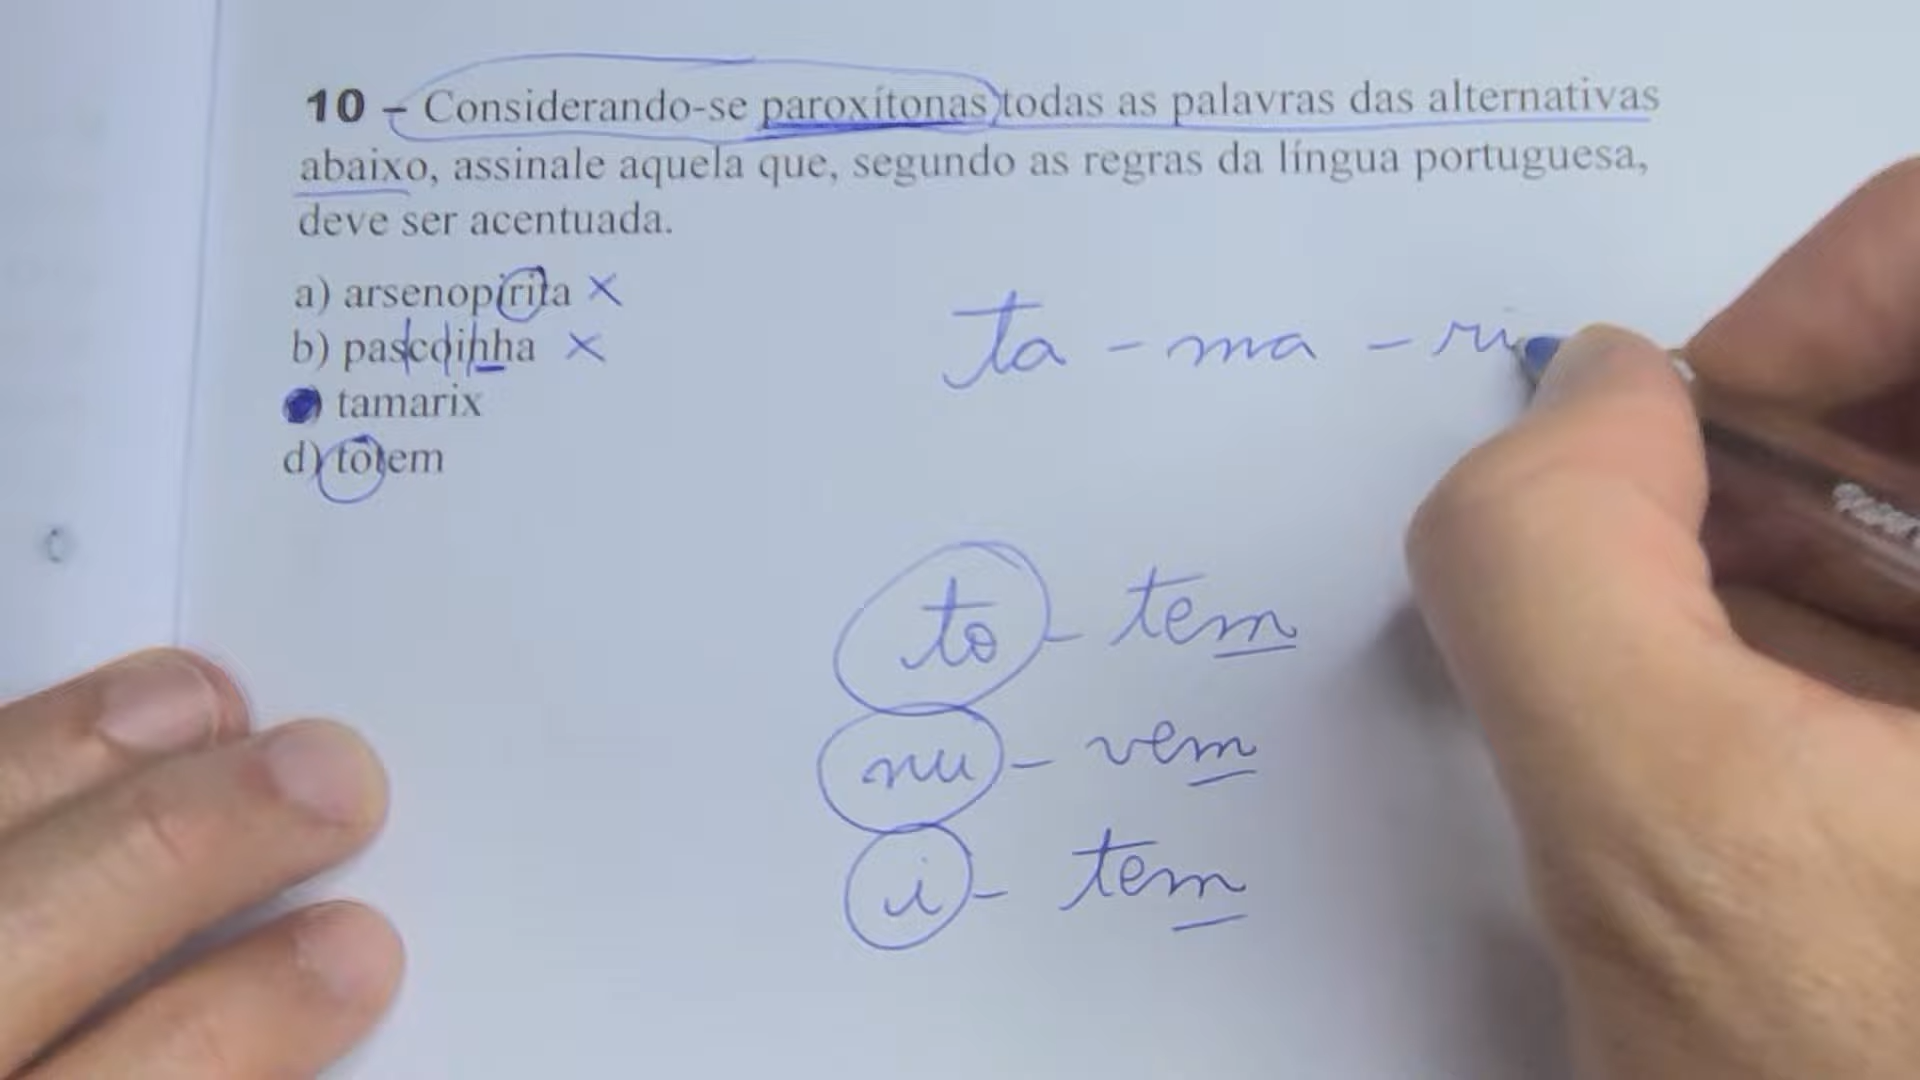 10 – Considerando-se paroxítonas todas as palavras das alternativas
abaixo, assinale aquela que, segundo as regras da língua portuguesa,
deve ser acentuada.
a) arsenopirita X
b) pascoinha X
tamarix
d) totem
ta - ma - ri
to - tem
nu - vem
i - tem